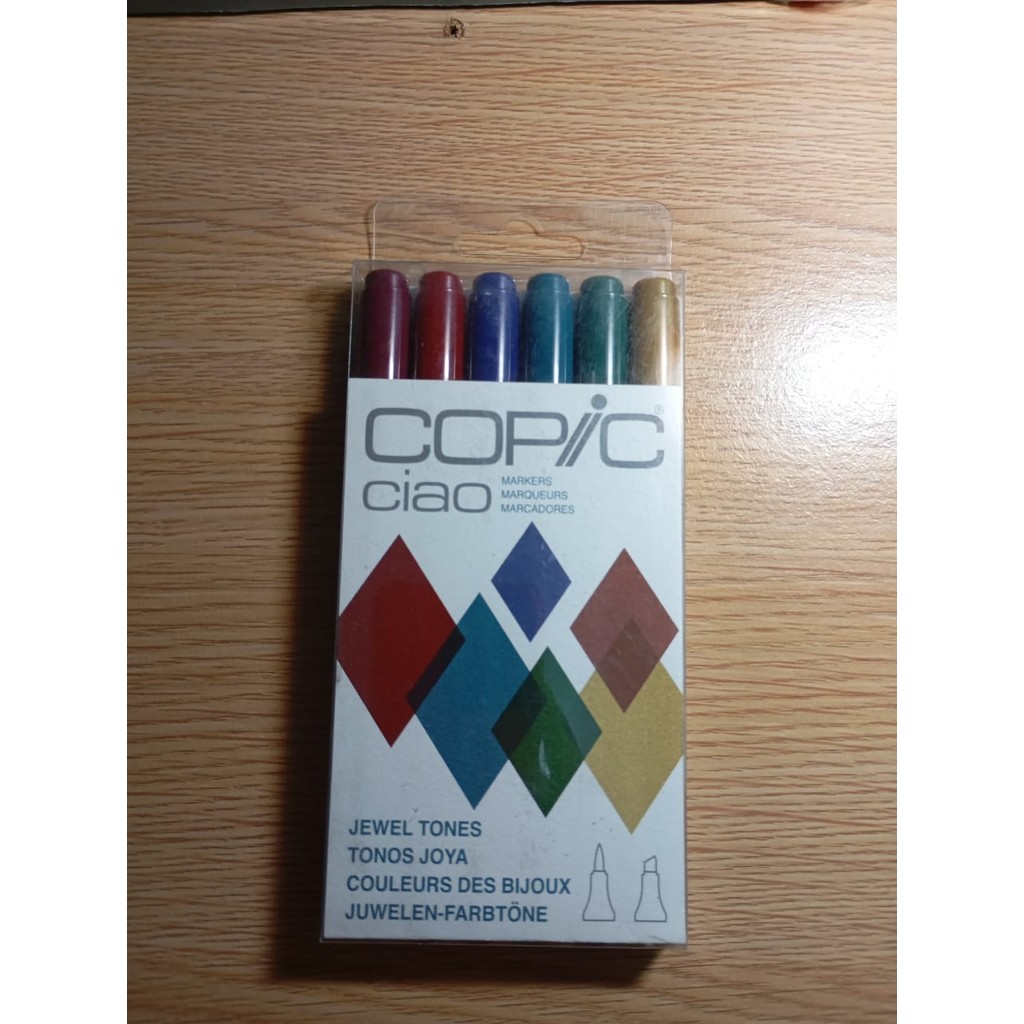 COPIC®
ciao
MARKERS
MARQUEURS
MARCADORES
JEWEL TONES
TONOS JOYA
COULEURS DES BIJOUX
JUWELEN-FARBTÖNE